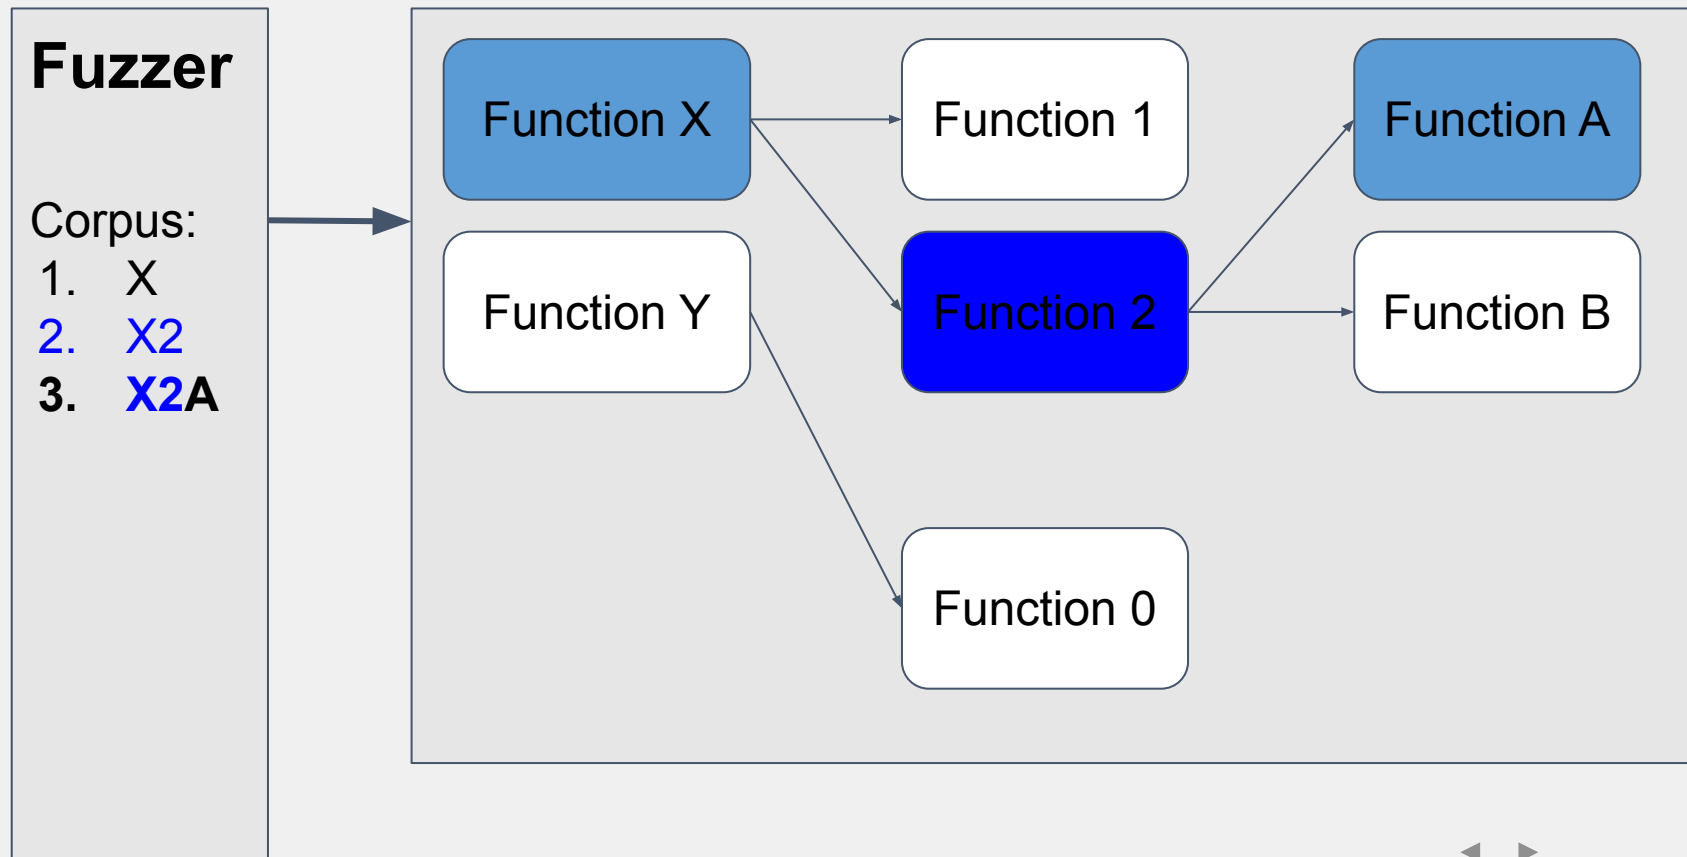 Fuzzer
Corpus:
1. X
2. X2
3. X2A
Function X
Function 1
Function A
Function Y
Function 2
Function B
Function 0